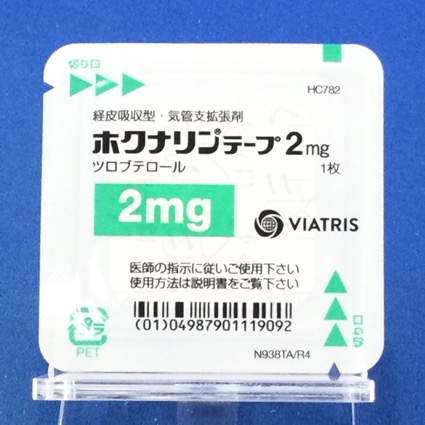 切り口
HC782
経皮吸収型・気管支拡張剤
ホクナリンテープ2mg
ツロブテロール 1枚
2mg
VIATRIS
医師の指示に従いご使用下さい
使用方法は説明書をご覧下さい
(01)04987901119092
プラ
PET
切り口
N938TA/R4